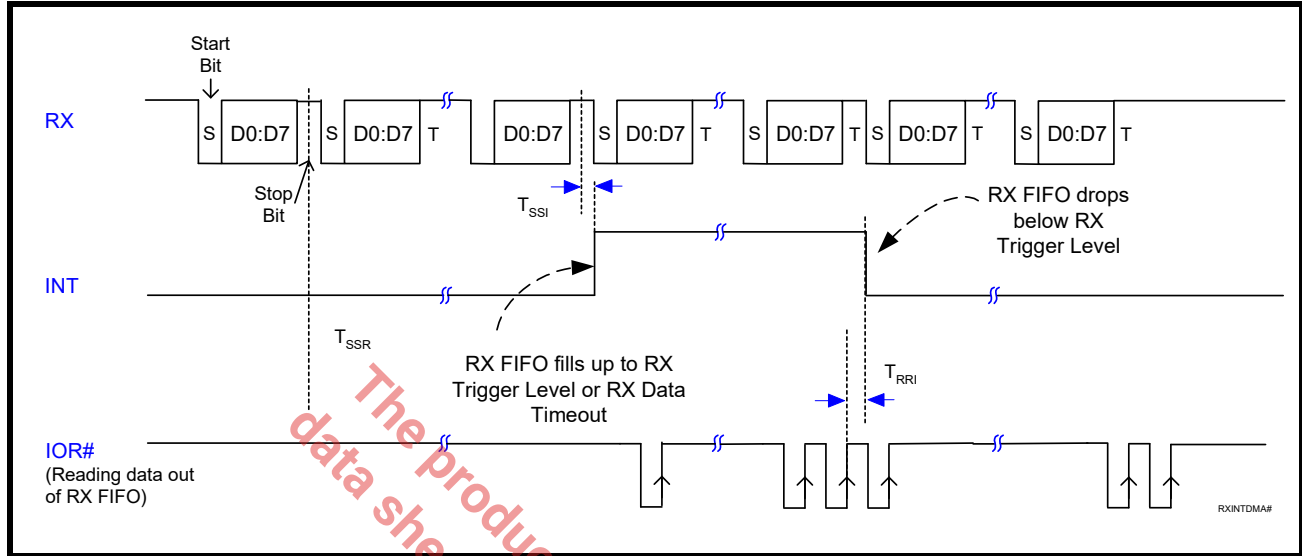 Start
Bit
RX
S D0:D7 S D0:D7 T D0:D7 S D0:D7 T S D0:D7 T S D0:D7 T S D0:D7 T
Stop
Bit
TSSI
RX FIFO drops
below RX
Trigger Level
INT
TSSR
RX FIFO fills up to RX
Trigger Level or RX Data
Timeout
TRRI
IOR#
(Reading data out
of RX FIFO)
RXINTDMA#
The
data